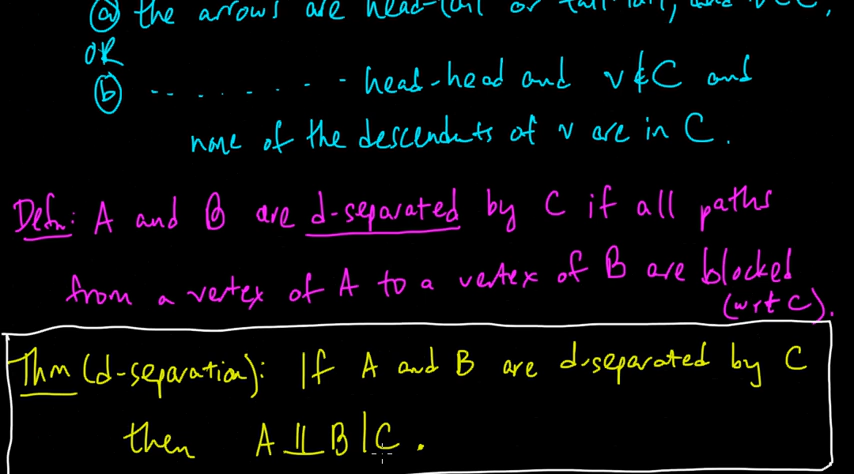 ⓐ the arrows are head-tail or tail-tail, and v ∈ C,
OR
ⓑ .. ....... head-head and v ∉ C and
none of the descendents of v are in C.
Defn: A and B are d-separated by C if all paths
from a vertex of A to a vertex of B are blocked
(wrt C).
Thm (d-separation): If A and B are d-separated by C
then A ⫫ B | C.